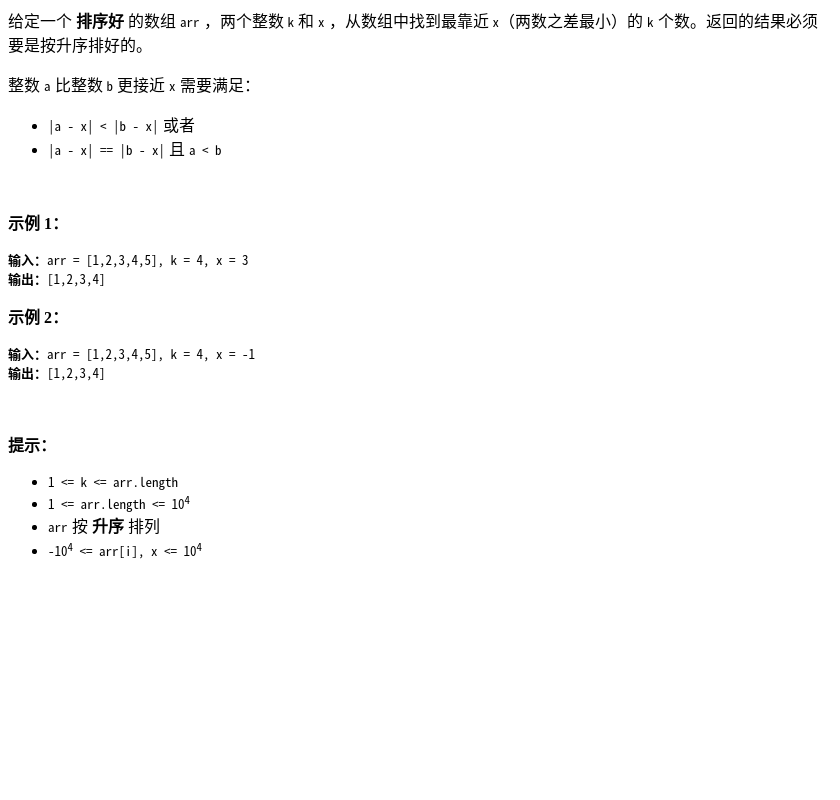 给定一个 排序好 的数组 arr ，两个整数 k 和 x ，从数组中找到最靠近 x（两数之差最小）的 k 个数。返回的结果必须
要是按升序排好的。
整数 a 比整数 b 更接近 x 需要满足：
• |a - x| < |b - x| 或者
• |a - x| == |b - x| 且 a < b
示例 1：
输入：arr = [1,2,3,4,5], k = 4, x = 3
输出：[1,2,3,4]
示例 2：
输入：arr = [1,2,3,4,5], k = 4, x = -1
输出：[1,2,3,4]
提示：
• 1 <= k <= arr.length
• 1 <= arr.length <= 10⁴
• arr 按 升序 排列
• -10⁴ <= arr[i], x <= 10⁴